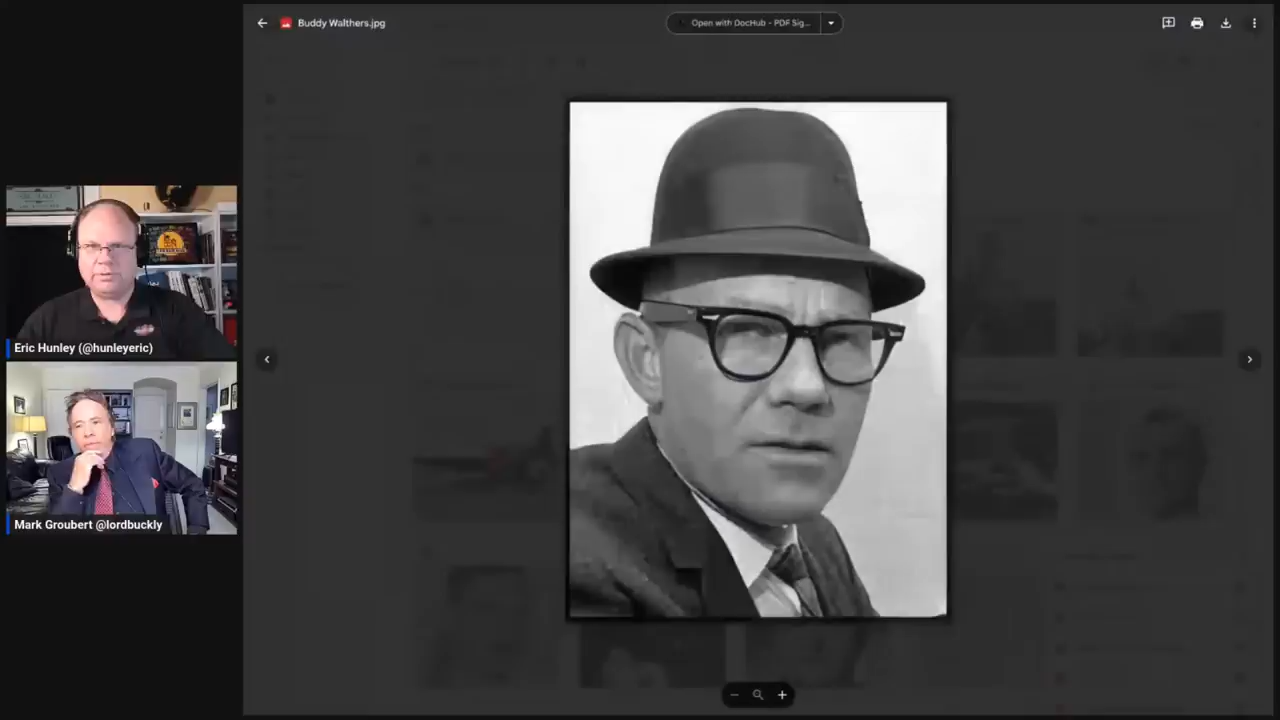 Buddy Walthers.jpg
Open with DocHub - PDF Sig...
Eric Hunley (@hunleyeric)
Mark Groubert @lordbuckly